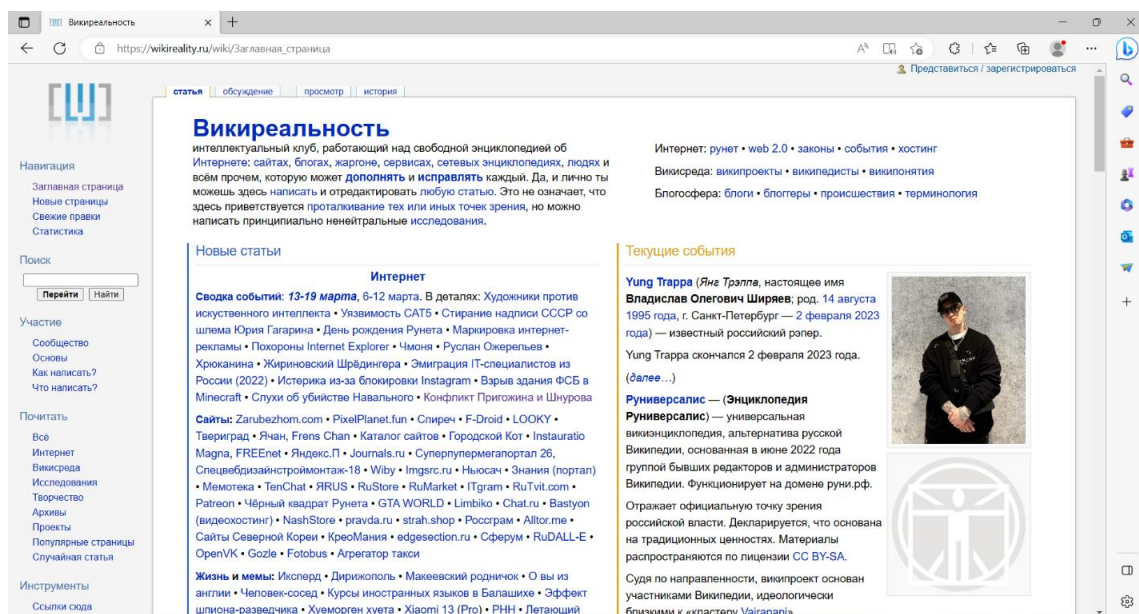 Викиреальность
https://wikireality.ru/wiki/Заглавная_страница
Представиться / зарегистрироваться
статья
обсуждение
просмотр
история
Навигация
Заглавная страница
Новые страницы
Свежие правки
Статистика
Поиск
Перейти
Найти
Участие
Сообщество
Основы
Как написать?
Что написать?
Почитать
Всё
Интернет
Викисреда
Исследования
Творчество
Архивы
Проекты
Популярные страницы
Случайная статья
Инструменты
Ссылки сюда
Викиреальность
интеллектуальный клуб, работающий над свободной энциклопедией об
Интернете: сайтах, блогах, жаргоне, сервисах, сетевых энциклопедиях, людях и
всём прочем, которую может дополнять и исправлять каждый. Да, и лично ты
можешь здесь написать и отредактировать любую статью. Это не означает, что
здесь приветствуется проталкивание тех или иных точек зрения, но можно
написать принципиально ненейтральные исследования.
Интернет: рунет • web 2.0 • законы • события • хостинг
Викисреда: википроекты • википедисты • википонятия
Блогосфера: блоги • блоггеры • происшествия • терминология
Новые статьи
Интернет
Сводка событий: 13-19 марта, 6-12 марта. В деталях: Художники против
искуственного интеллекта • Уязвимость CAT5 • Стирание надписи СССР со
шлема Юрия Гагарина • День рождения Рунета • Маркировка интернет-
рекламы • Похороны Internet Explorer • Чмоня • Руслан Ожерельев •
Хрюканина • Жириновский Шрёдингера • Эмиграция IT-специалистов из
России (2022) • Истерика из-за блокировки Instagram • Взрыв здания ФСБ в
Minecraft • Слухи об убийстве Навального • Конфликт Пригожина и Шнурова
Сайты: Zarubezhom.com • PixelPlanet.fun • Спиреч • F-Droid • LOOKY •
Твериград • Ячан, Frens Chan • Каталог сайтов • Городской Кот • Instauratio
Magna, FREEnet • Яндекс.П • Journals.ru • Суперпупермегапортал 26,
Спецвебдизайнстроймонтаж-18 • Wiby • Imgsrc.ru • Ньюсач • Знания (портал)
• Мемотека • TenChat • ЯRUS • RuStore • RuMarket • ITgram • RuTvit.com •
Patreon • Чёрный квадрат Рунета • GTA WORLD • Limbiko • Chat.ru • Bastyon
(видеохостинг) • NashStore • pravda.ru • strah.shop • Россграм • Alltor.me •
Сайты Северной Кореи • КреоМания • edgesection.ru • Сферум • RuDALL-E •
OpenVK • Gozle • Fotobus • Агрегатор такси
Жизнь и мемы: Иксперд • Дирижополь • Макеевский родничок • О вы из
англии • Человек-сосед • Курсы иностранных языков в Балашихе • Эффект
шпиона-разведчика • Хуеморген хуета • Xiaomi 13 (Pro) • РНН • Летающий
Текущие события
Yung Trappa (Янг Трэппа, настоящее имя
Владислав Олегович Ширяев; род. 14 августа
1995 года, г. Санкт-Петербург — 2 февраля 2023
года) — известный российский рэпер.
Yung Trappa скончался 2 февраля 2023 года.
(далее…)
Руниверсалис — (Энциклопедия
Руниверсалис) — универсальная
викиэнциклопедия, альтернатива русской
Википедии, основанная в июне 2022 года
группой бывших редакторов и администраторов
Википедии. Функционирует на домене руни.рф.
Отражает официальную точку зрения
российской власти. Декларируется, что основана
на традиционных ценностях. Материалы
распространяются по лицензии CC BY-SA.
Судя по направленности, википроект основан
участниками Википедии, идеологически
близкими к «кластеру Vajrapani»